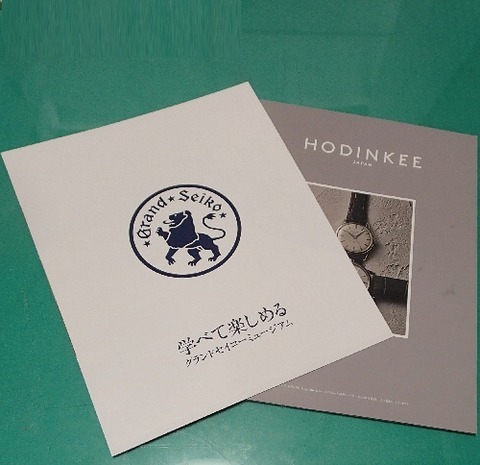 ★ Grand ★ Seiko ★
学べて楽しめる
グランドセイコーミュージアム
HODINKEE
JAPAN